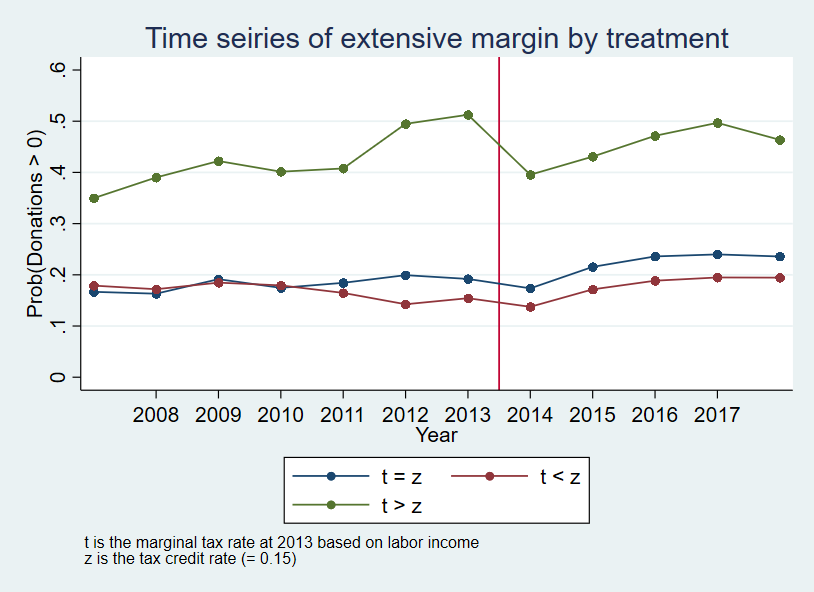 Time seiries of extensive margin by treatment
Prob(Donations > 0)
.6
.5
.4
.3
.2
.1
0
2008 2009 2010 2011 2012 2013 2014 2015 2016 2017
Year
t = z t < z
t > z
t is the marginal tax rate at 2013 based on labor income
z is the tax credit rate (= 0.15)